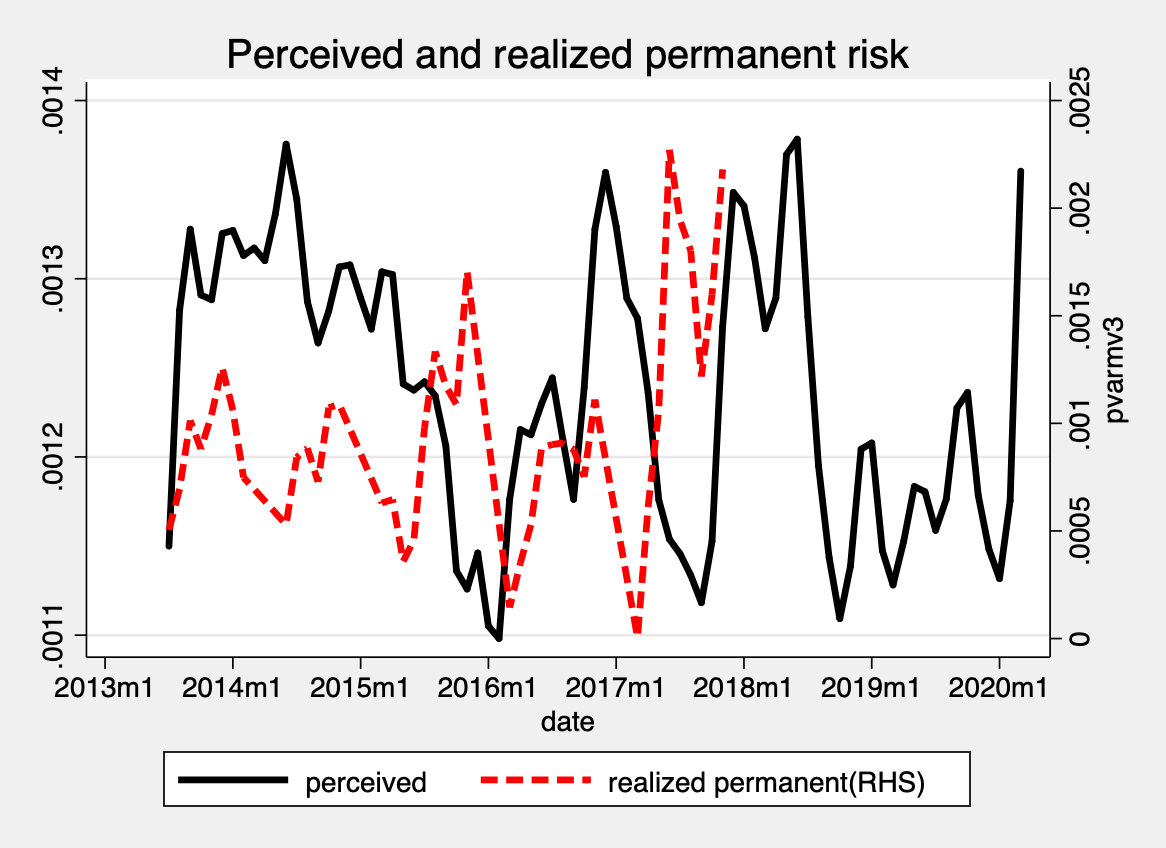 Perceived and realized permanent risk
.0014
.0013
.0012
.0011
.0025
.002
.0015
.001
.0005
0
pvarmv3
2013m1 2014m1 2015m1 2016m1 2017m1 2018m1 2019m1 2020m1
date
perceived realized permanent(RHS)